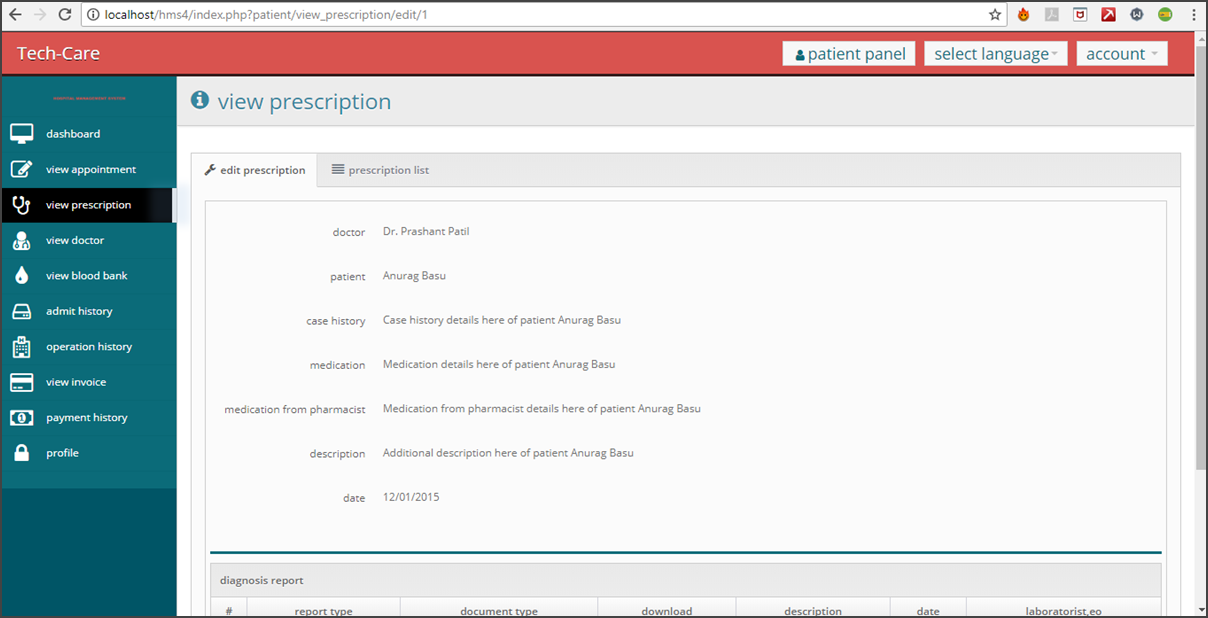 localhost/hms4/index.php?patient/view_prescription/edit/1
Tech-Care
patient panel
select language
account
HOSPITAL MANAGEMENT SYSTEM
view prescription
dashboard
view appointment
view prescription
view doctor
view blood bank
admit history
operation history
view invoice
payment history
profile
edit prescription
prescription list
doctor Dr. Prashant Patil
patient Anurag Basu
case history Case history details here of patient Anurag Basu
medication Medication details here of patient Anurag Basu
medication from pharmacist Medication from pharmacist details here of patient Anurag Basu
description Additional description here of patient Anurag Basu
date 12/01/2015
diagnosis report
# report type document type download description date laboratorist,eo